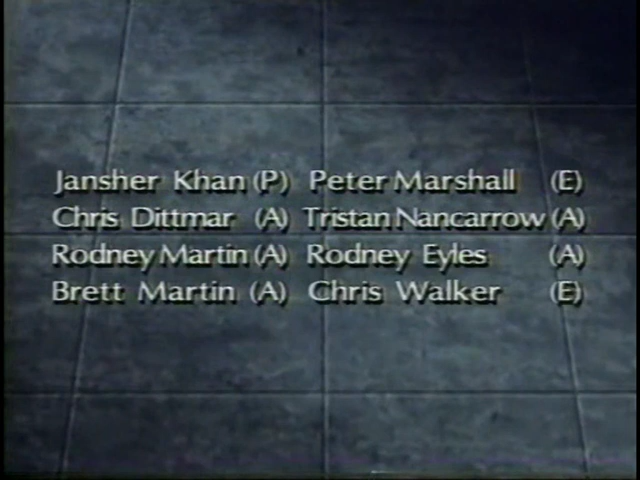 Jansher Khan (P) Peter Marshall (E)
Chris Dittmar (A) Tristan Nancarrow (A)
Rodney Martin (A) Rodney Eyles (A)
Brett Martin (A) Chris Walker (E)